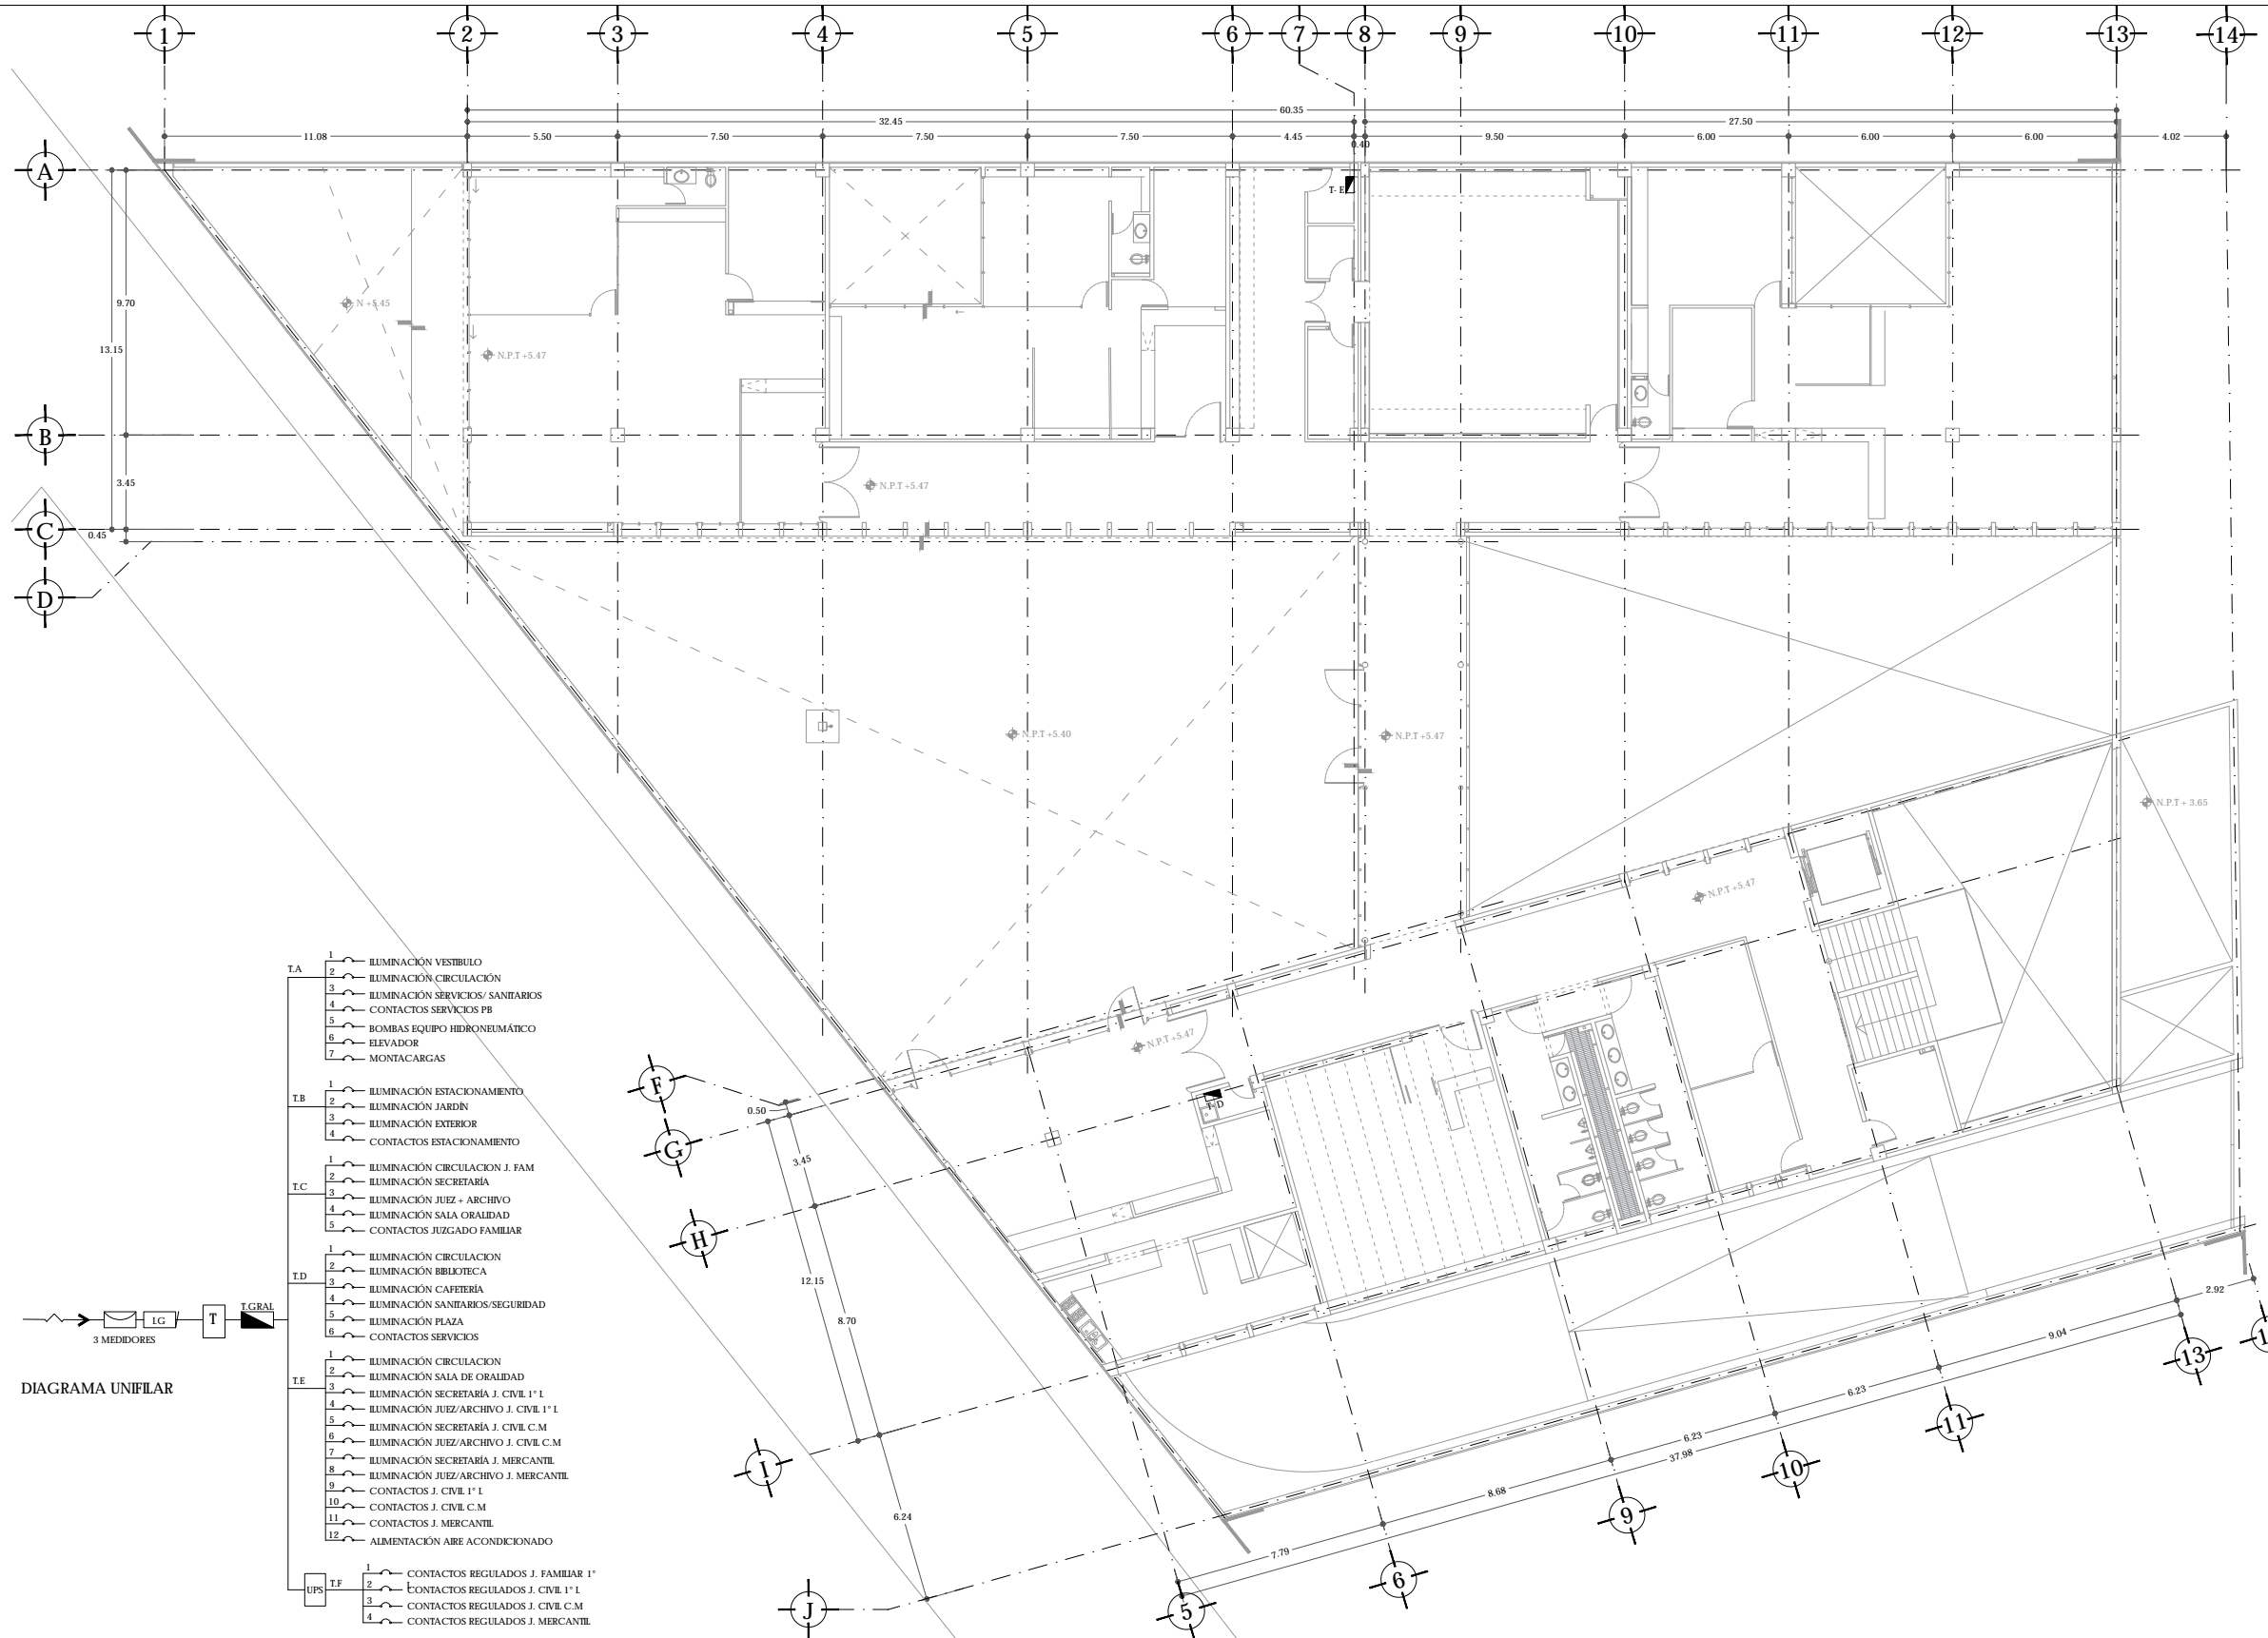 1 2 3 4 5 6 7 8 9 10 11 12 13 14
60.35
32.45 27.50
11.08 5.50 7.50 7.50 7.50 4.45 9.50 6.00 6.00 6.00 4.02
0.40
A
T- E
9.70
N +5.45
13.15
N.P.T +5.47
B
3.45
N.P.T +5.47
C
0.45
D
N.P.T +5.40
N.P.T +5.47
N.P.T + 3.65
N.P.T +5.47
N.P.T +5.47
T-D
F
0.50
G
3.45
H
12.15
8.70
I
6.24
J
2.92
9.04
6.23
6.23
37.98
8.68
7.79
5 6 9 10 11 13
T.A
1 ILUMINACIÓN VESTIBULO
2 ILUMINACIÓN CIRCULACIÓN
3 ILUMINACIÓN SERVICIOS/ SANITARIOS
4 CONTACTOS SERVICIOS PB
5 BOMBAS EQUIPO HIDRONEUMÁTICO
6 ELEVADOR
7 MONTACARGAS
T.B
1 ILUMINACIÓN ESTACIONAMIENTO
2 ILUMINACIÓN JARDÍN
3 ILUMINACIÓN EXTERIOR
4 CONTACTOS ESTACIONAMIENTO
T.C
1 ILUMINACIÓN CIRCULACION J. FAM
2 ILUMINACIÓN SECRETARÍA
3 ILUMINACIÓN JUEZ + ARCHIVO
4 ILUMINACIÓN SALA ORALIDAD
5 CONTACTOS JUZGADO FAMILIAR
T.D
1 ILUMINACIÓN CIRCULACION
2 ILUMINACIÓN BIBLIOTECA
3 ILUMINACIÓN CAFETERÍA
4 ILUMINACIÓN SANITARIOS/SEGURIDAD
5 ILUMINACIÓN PLAZA
6 CONTACTOS SERVICIOS
T.E
1 ILUMINACIÓN CIRCULACION
2 ILUMINACIÓN SALA DE ORALIDAD
3 ILUMINACIÓN SECRETARÍA J. CIVIL 1° I.
4 ILUMINACIÓN JUEZ/ARCHIVO J. CIVIL 1° I.
5 ILUMINACIÓN SECRETARÍA J. CIVIL C.M
6 ILUMINACIÓN JUEZ/ARCHIVO J. CIVIL C.M
7 ILUMINACIÓN SECRETARÍA J. MERCANTIL
8 ILUMINACIÓN JUEZ/ARCHIVO J. MERCANTIL
9 CONTACTOS J. CIVIL 1° I.
10 CONTACTOS J. CIVIL C.M
11 CONTACTOS J. MERCANTIL
12 ALIMENTACIÓN AIRE ACONDICIONADO
UPS T.F
1 CONTACTOS REGULADOS J. FAMILIAR 1°
I.
2 CONTACTOS REGULADOS J. CIVIL 1° I.
3 CONTACTOS REGULADOS J. CIVIL C.M
4 CONTACTOS REGULADOS J. MERCANTIL
I.G T T.GRAL
3 MEDIDORES
DIAGRAMA UNIFILAR